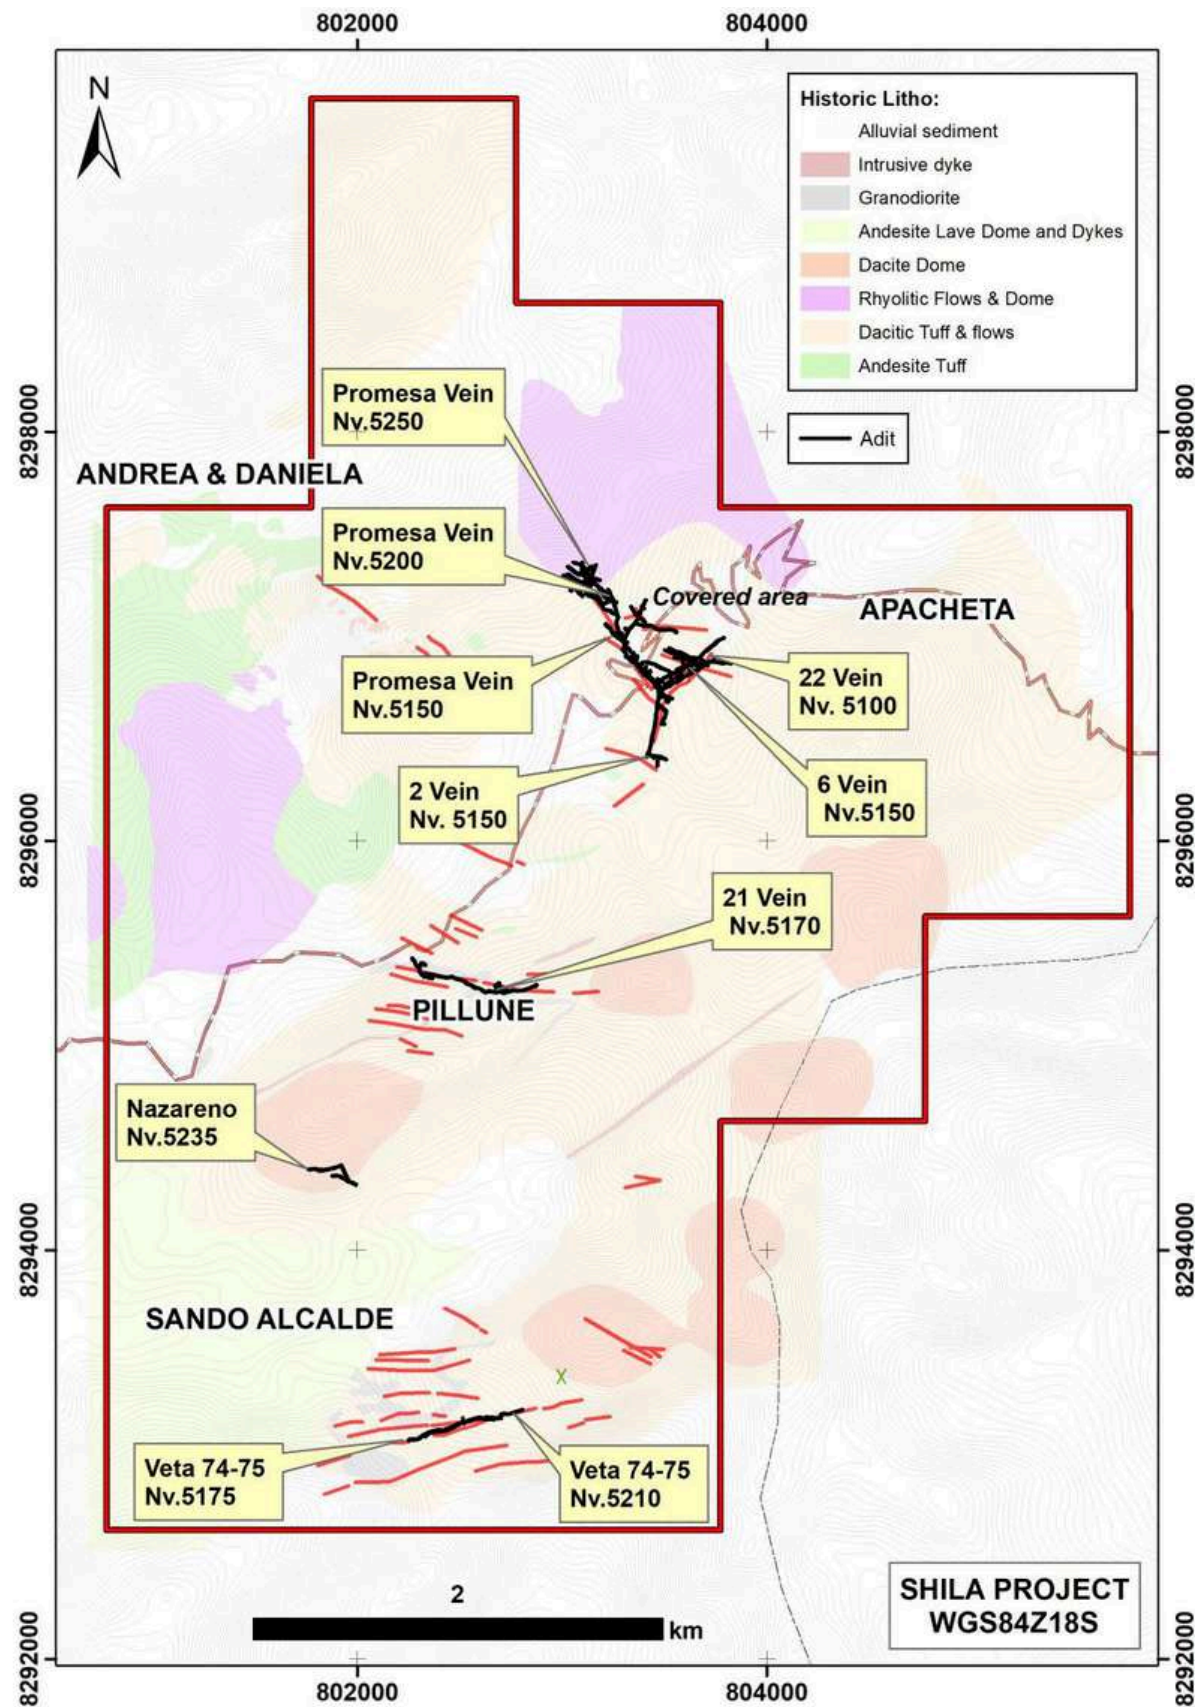 802000
804000
N
Historic Litho:
Alluvial sediment
Intrusive dyke
Granodiorite
Andesite Lave Dome and Dykes
Dacite Dome
Rhyolitic Flows & Dome
Dacitic Tuff & flows
Andesite Tuff
Adit
8298000
8298000
Promesa Vein
Nv.5250
ANDREA & DANIELA
Promesa Vein
Nv.5200
Covered area
APACHETA
Promesa Vein
Nv.5150
22 Vein
Nv. 5100
2 Vein
Nv. 5150
6 Vein
Nv.5150
8296000
8296000
21 Vein
Nv.5170
PILLUNE
Nazareno
Nv.5235
8294000
8294000
SANDO ALCALDE
X
Veta 74-75
Nv.5175
Veta 74-75
Nv.5210
2
km
SHILA PROJECT
WGS84Z18S
8292000
8292000
802000
804000